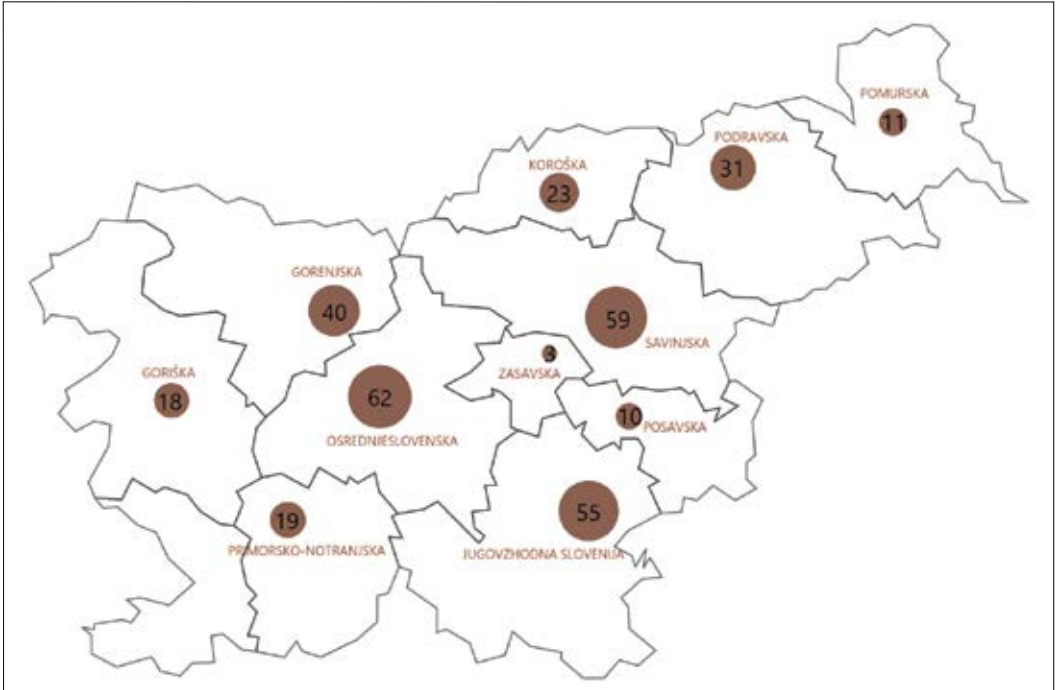 POMURSKA
11
PODRAVSKA
31
KOROŠKA
23
GORENJSKA
40
59
SAVINJSKA
3
ZASAVSKA
GORIŠKA
18
62
OSREDNJESLOVENSKA
10
POSAVSKA
19
PRIMORSKO-NOTRANJSKA
55
JUGOVZHODNA SLOVENIJA